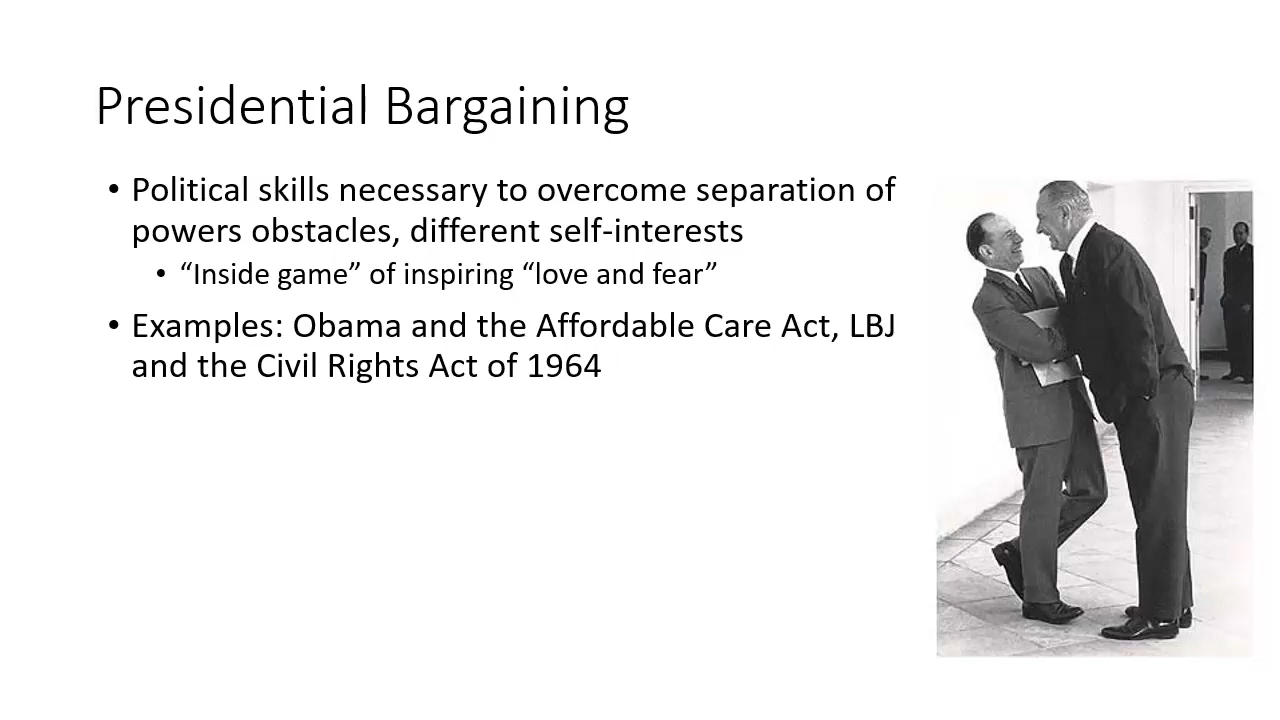 Presidential Bargaining
• Political skills necessary to overcome separation of
powers obstacles, different self-interests
• “Inside game” of inspiring “love and fear”
• Examples: Obama and the Affordable Care Act, LBJ
and the Civil Rights Act of 1964